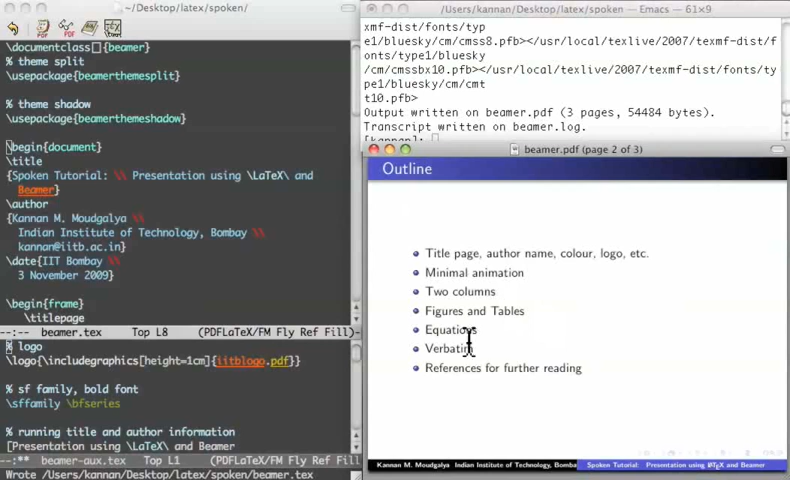 ~/Desktop/latex/spoken/
\documentclass[]{beamer}
% theme split
\usepackage{beamerthemesplit}
% theme shadow
\usepackage{beamerthemeshadow}
\begin{document}
\title
{Spoken Tutorial: \\ Presentation using \LaTeX\ and
Beamer}
\author
{Kannan M. Moudgalya \\
Indian Institute of Technology, Bombay \\
kannan@iitb.ac.in}
\date{IIT Bombay \\
3 November 2009}
\begin{frame}
\titlepage
--:-- beamer.tex Top L8 (PDFLaTeX/FM Fly Ref Fill)-
% logo
\logo{\includegraphics[height=1cm]{iitblogo.pdf}}
% sf family, bold font
\sffamily \bfseries
% running title and author information
[Presentation using \LaTeX\ and Beamer
--:** beamer-aux.tex Top L1 (PDFLaTeX/FM Fly Ref Fill
Wrote /Users/kannan/Desktop/latex/spoken/beamer.tex
~/Desktop/latex/spoken — Emacs — 61×9
xmf-dist/fonts/typ
e1/bluesky/cm/cmss8.pfb></usr/local/texlive/2007/texmf-dist/f
onts/type1/bluesky
/cm/cmssbx10.pfb></usr/local/texlive/2007/texmf-dist/fonts/ty
pe1/bluesky/cm/cmt
t10.pfb>
Output written on beamer.pdf (3 pages, 54484 bytes).
Transcript written on beamer.log.
[kannan]:
beamer.pdf (page 2 of 3)
Outline
Title page, author name, colour, logo, etc.
Minimal animation
Two columns
Figures and Tables
Equations
Verbatim
References for further reading
Kannan M. Moudgalya Indian Institute of Technology, Bomba Spoken Tutorial: Presentation using LaTeX and Beamer